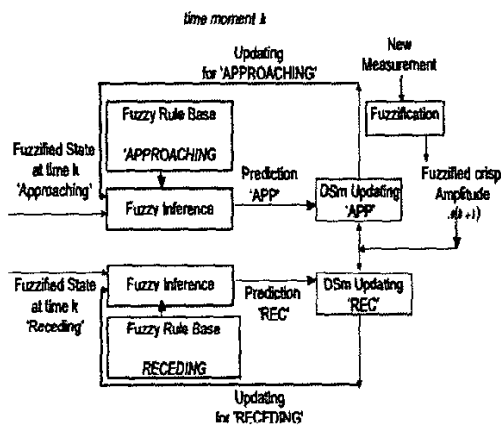 time moment k
Updating
for 'APPROACHING'
New
Measurement
Fuzzy Rule Base
'APPROACHING
Fuzzification
Fuzzified State
at time k
'Approaching'
Fuzzy Inference
Prediction
'APP'
DSm Updating
'APP'
Fuzzified crisp
Amplitude
Fuzzified State
at time k
'Receding'
Fuzzy Inference
Prediction
'REC'
DSm Updating
'REC'
Fuzzy Rule Base
RECEDING
Updating
for 'RECEDING'